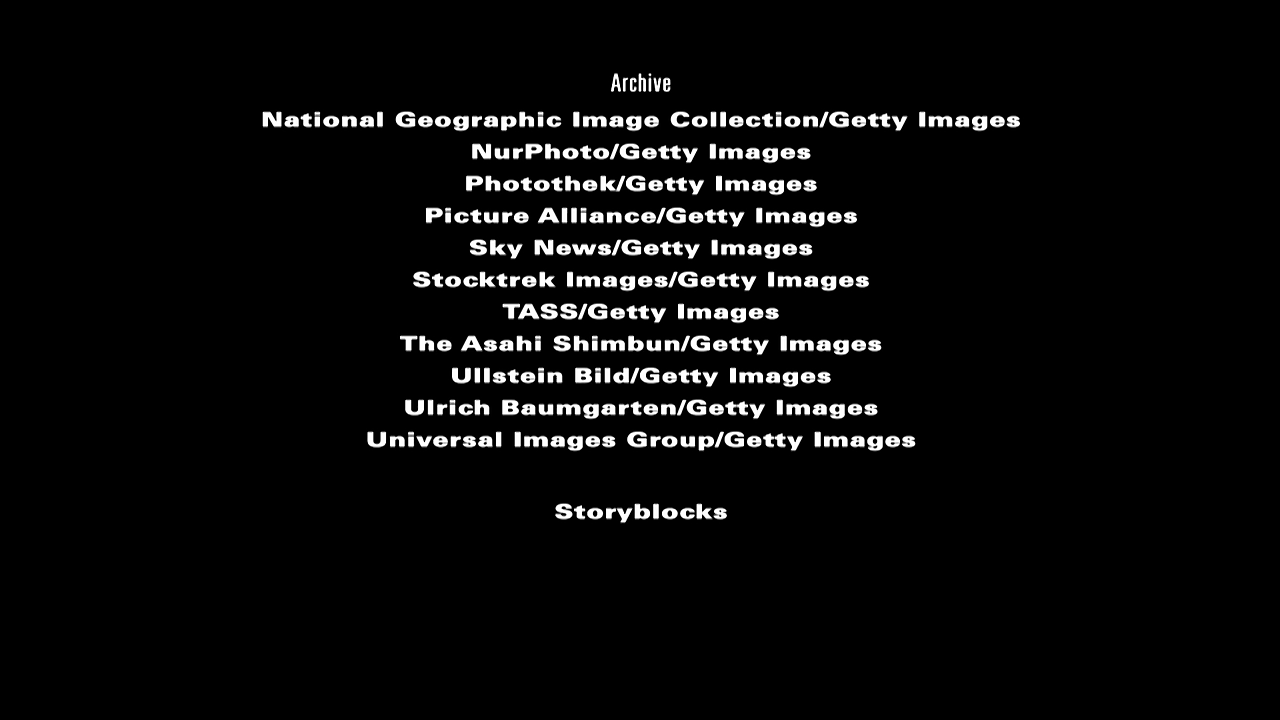 Archive
National Geographic Image Collection/Getty Images
NurPhoto/Getty Images
Photothek/Getty Images
Picture Alliance/Getty Images
Sky News/Getty Images
Stocktrek Images/Getty Images
TASS/Getty Images
The Asahi Shimbun/Getty Images
Ullstein Bild/Getty Images
Ulrich Baumgarten/Getty Images
Universal Images Group/Getty Images
Storyblocks